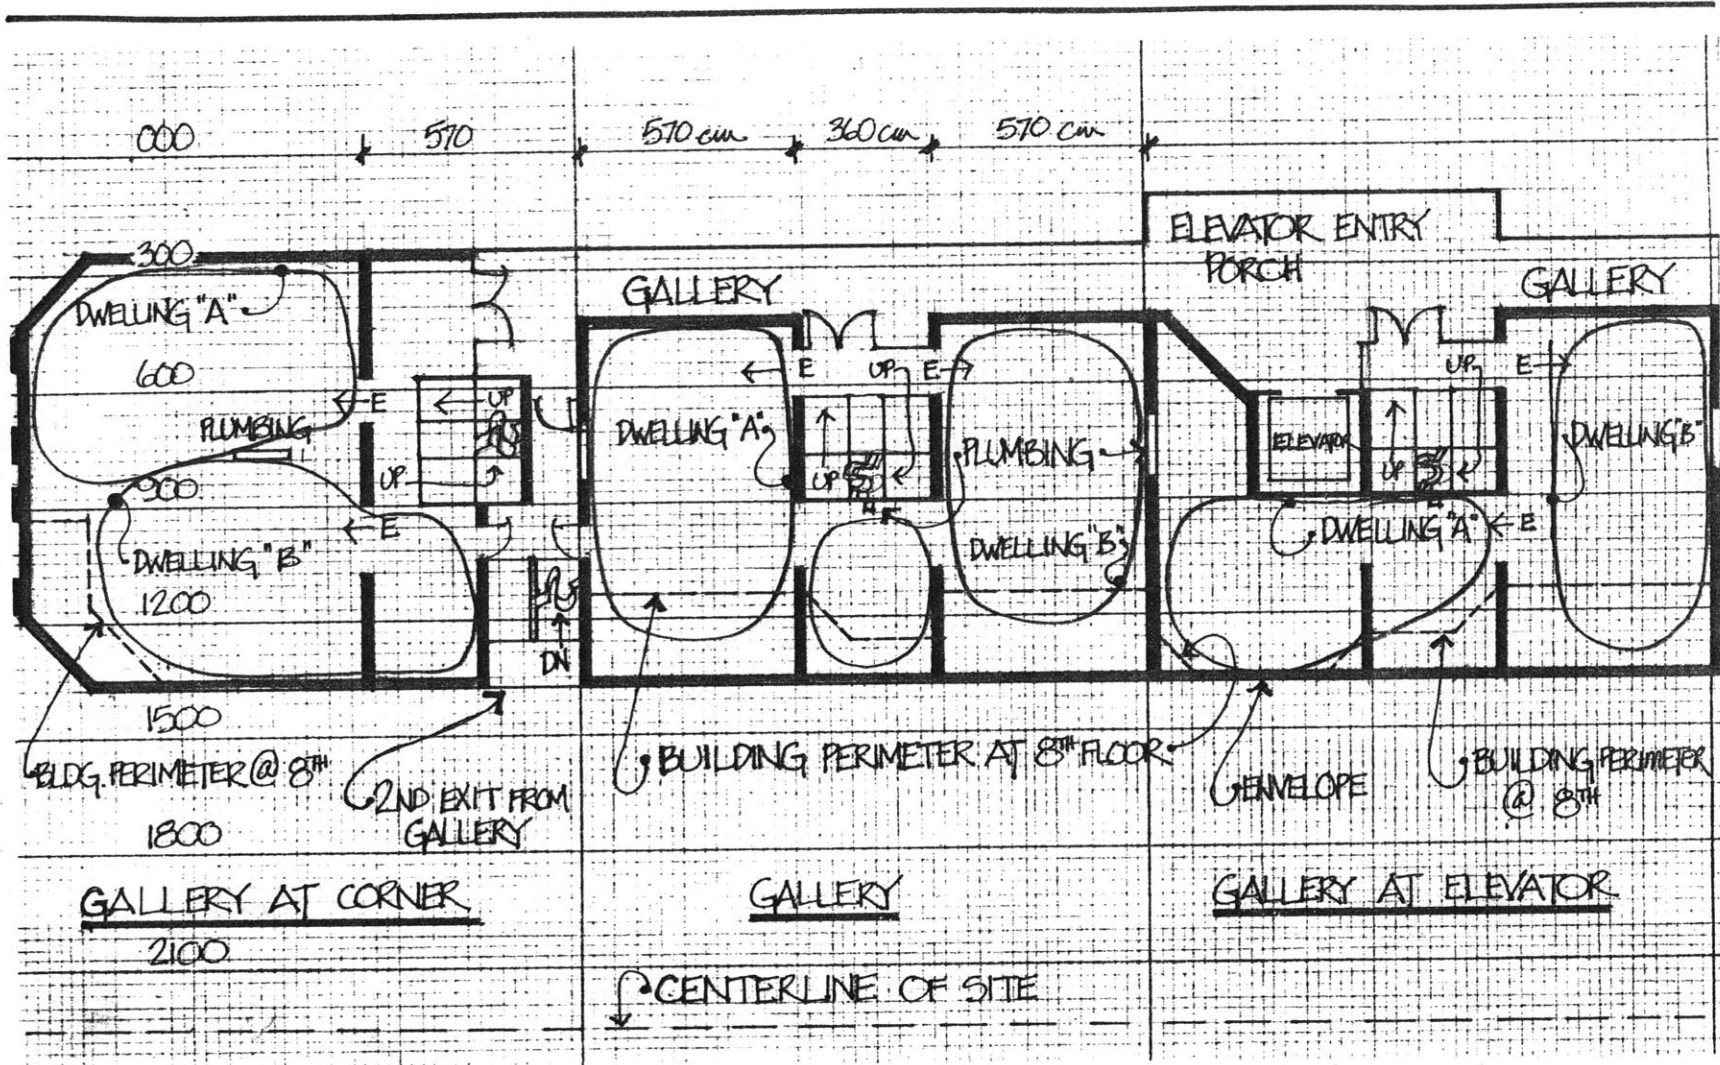 000
570
570 cm
360 cm
570 cm
ELEVATOR ENTRY
PORCH
300
GALLERY
GALLERY
DWELLING "A"
600
E
UP
E
UP
E
UP
E
PLUMBING
DWELLING "A"
PLUMBING
ELEVATOR
DWELLING "B"
UP
UP
UP
900
E
DWELLING "A"
E
DWELLING "B"
DWELLING "B"
1200
DN
1500
BLDG. PERIMETER @ 8TH
2ND EXIT FROM
GALLERY
BUILDING PERIMETER AT 8TH FLOOR
ENVELOPE
BUILDING PERIMETER
@ 8TH
1800
GALLERY AT CORNER
GALLERY
GALLERY AT ELEVATOR
2100
CENTERLINE OF SITE